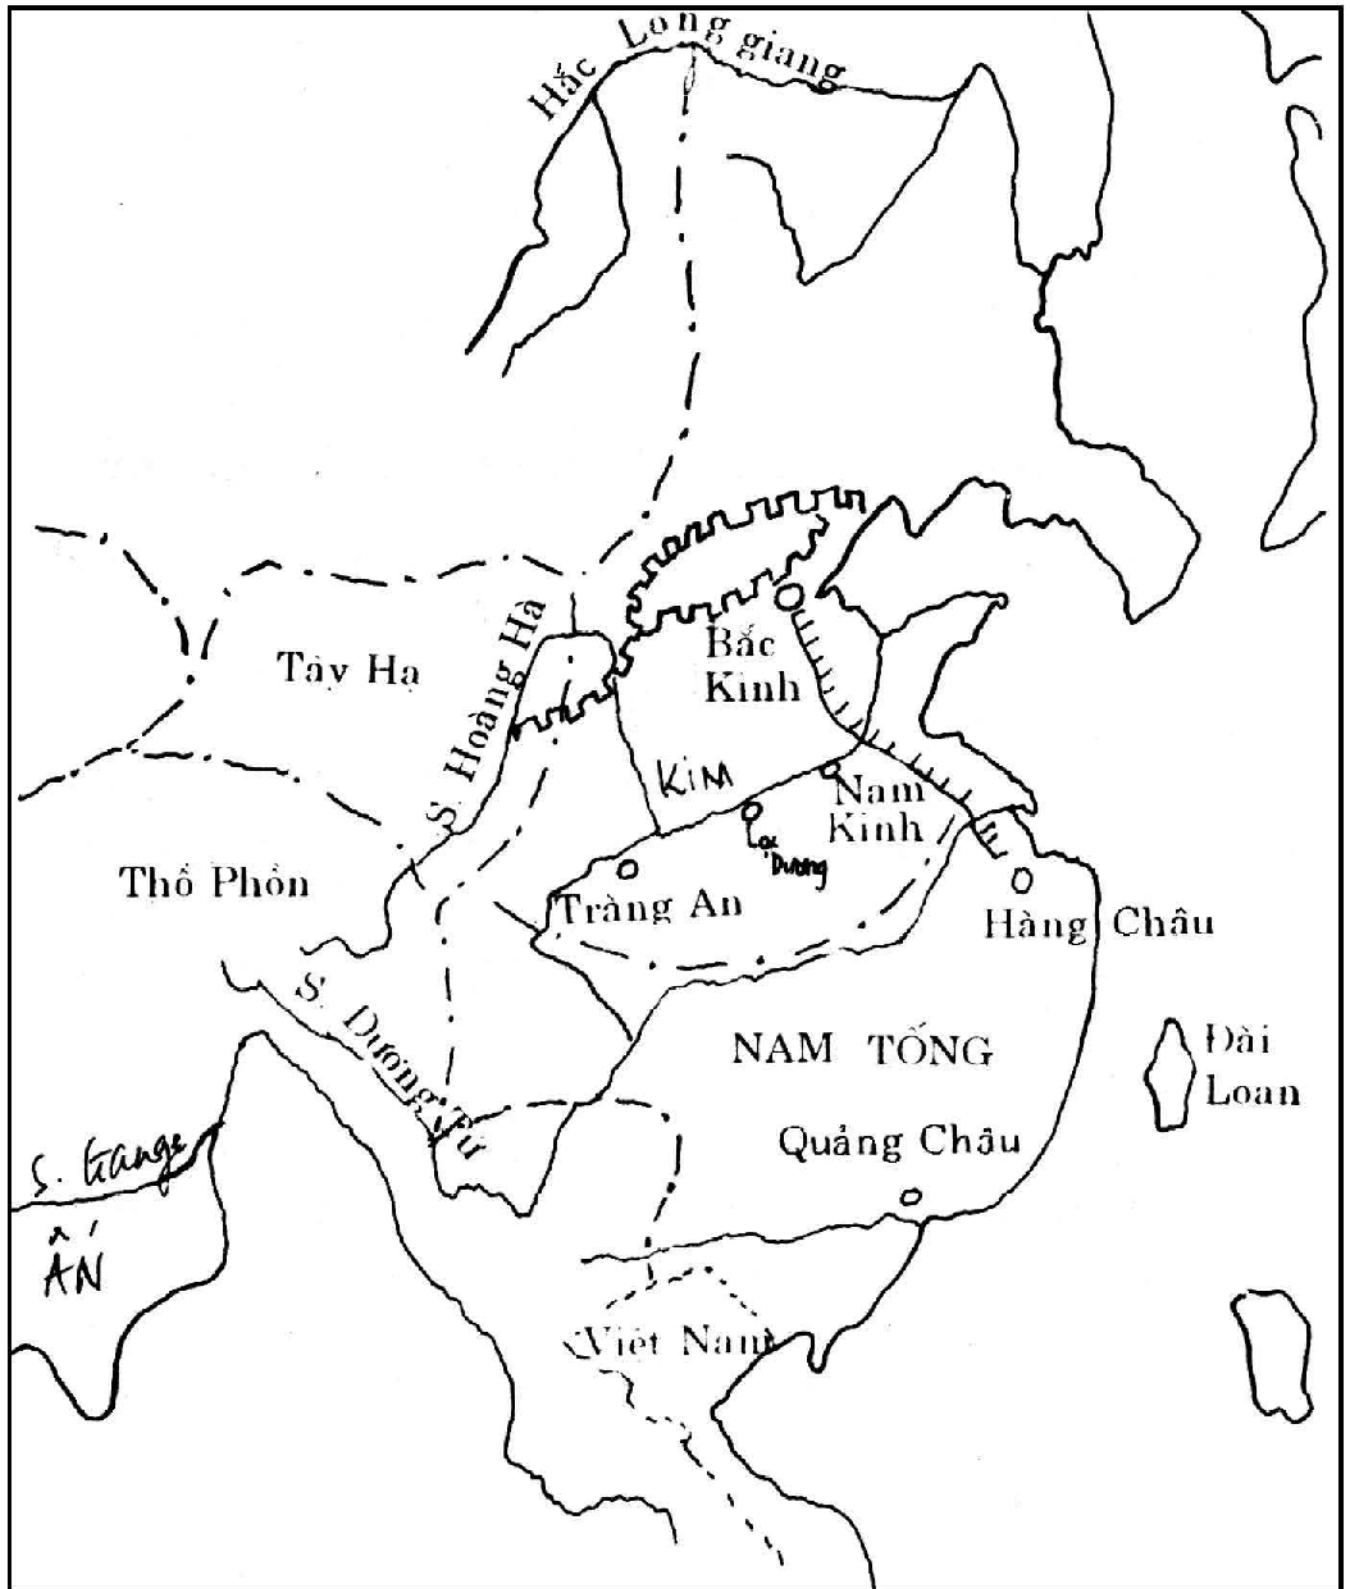 Hắc Long giang
Tây Hạ
S. Hoàng Hà
Bắc
Kinh
KIM
Nam
Kinh
Lạc
Dương
Thổ Phồn
Tràng An
Hàng Châu
S. Dương Tử
NAM TỐNG
Đài
Loan
Quảng Châu
S. Gange
ẤN
Việt Nam